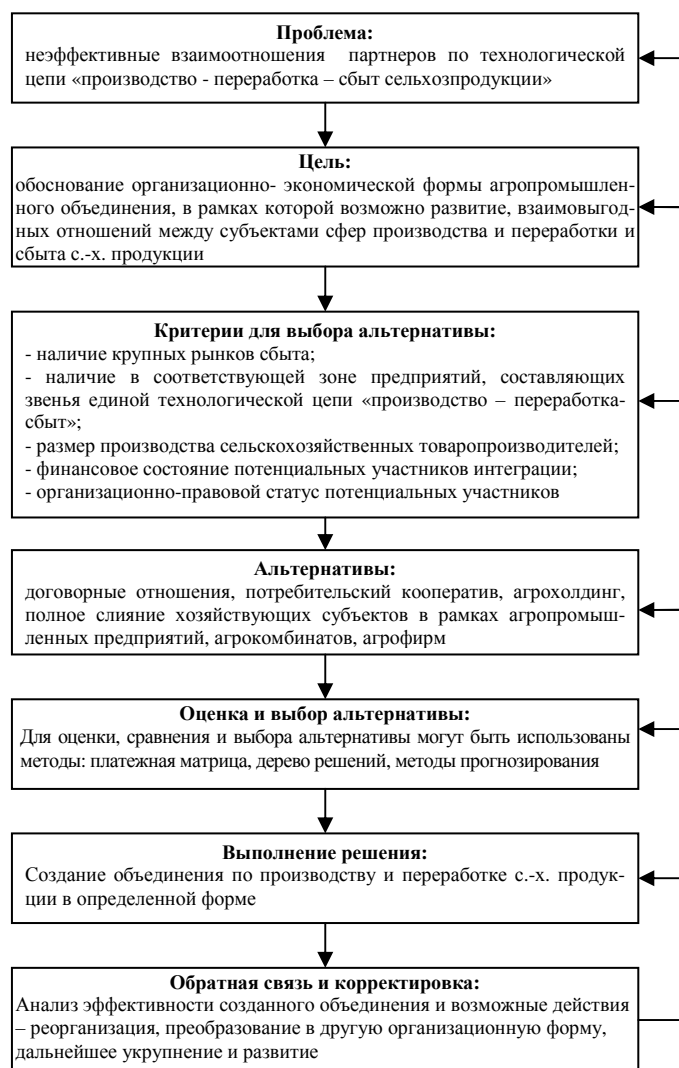 Проблема:
неэффективные взаимоотношения партнеров по технологической
цепи «производство - переработка – сбыт сельхозпродукции»
Цель:
обоснование организационно- экономической формы агропромышлен-
ного объединения, в рамках которой возможно развитие, взаимовыгод-
ных отношений между субъектами сфер производства и переработки и
сбыта с.-х. продукции
Критерии для выбора альтернативы:
- наличие крупных рынков сбыта;
- наличие в соответствующей зоне предприятий, составляющих
звенья единой технологической цепи «производство – переработка-
сбыт»;
- размер производства сельскохозяйственных товаропроизводителей;
- финансовое состояние потенциальных участников интеграции;
- организационно-правовой статус потенциальных участников
Альтернативы:
договорные отношения, потребительский кооператив, агрохолдинг,
полное слияние хозяйствующих субъектов в рамках агропромыш-
ленных предприятий, агрокомбинатов, агрофирм
Оценка и выбор альтернативы:
Для оценки, сравнения и выбора альтернативы могут быть использованы
методы: платежная матрица, дерево решений, методы прогнозирования
Выполнение решения:
Создание объединения по производству и переработке с.-х. продук-
ции в определенной форме
Обратная связь и корректировка:
Анализ эффективности созданного объединения и возможные действия
– реорганизация, преобразование в другую организационную форму,
дальнейшее укрупнение и развитие